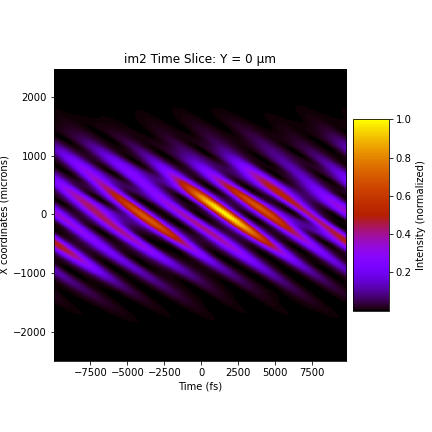 im2 Time Slice: Y = 0 μm
X coordinates (microns)
2000
1000
0
−1000
−2000
−7500 −5000 −2500 0 2500 5000 7500
Time (fs)
1.0
0.8
0.6
0.4
0.2
Intensity (normalized)